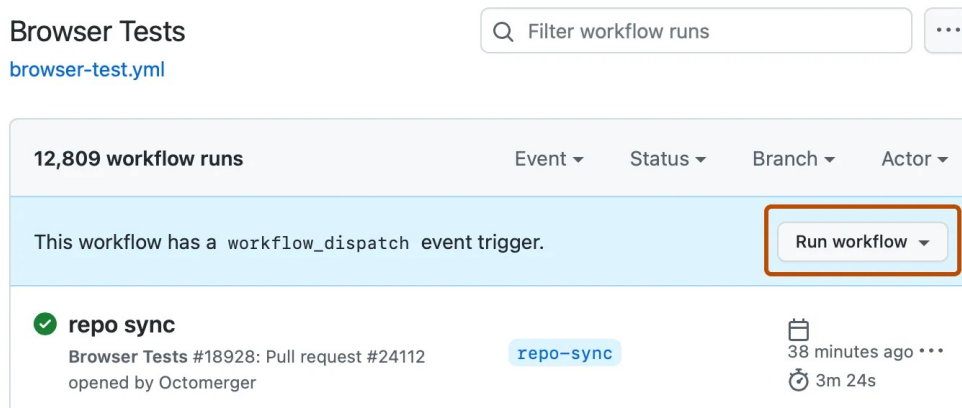 Browser Tests
Filter workflow runs
browser-test.yml
12,809 workflow runs
Event
Status
Branch
Actor
This workflow has a workflow_dispatch event trigger.
Run workflow
repo sync
Browser Tests #18928: Pull request #24112
opened by Octomerger
repo-sync
38 minutes ago
3m 24s